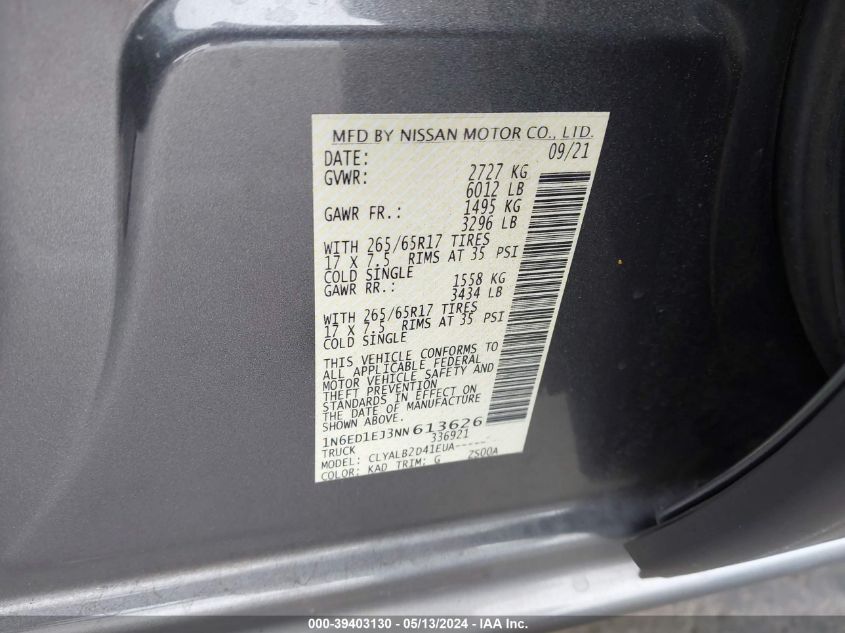 MFD BY NISSAN MOTOR CO., LTD.
DATE: 09/21
GVWR: 2727 KG
6012 LB
GAWR FR.: 1495 KG
3296 LB
WITH 265/65R17 TIRES
17 X 7.5 RIMS AT 35 PSI
COLD SINGLE
GAWR RR.: 1558 KG
3434 LB
WITH 265/65R17 TIRES
17 X 7.5 RIMS AT 35 PSI
COLD SINGLE
THIS VEHICLE CONFORMS TO
ALL APPLICABLE FEDERAL
MOTOR VEHICLE SAFETY AND
THEFT PREVENTION
STANDARDS IN EFFECT ON
THE DATE OF MANUFACTURE
SHOWN ABOVE.
1N6ED1EJ3NN613626
TRUCK 336921
MODEL: CLYALB2D41EUA-----
COLOR: KAD TRIM: G ZS00A
000-39403130 - 05/13/2024 - IAA Inc.